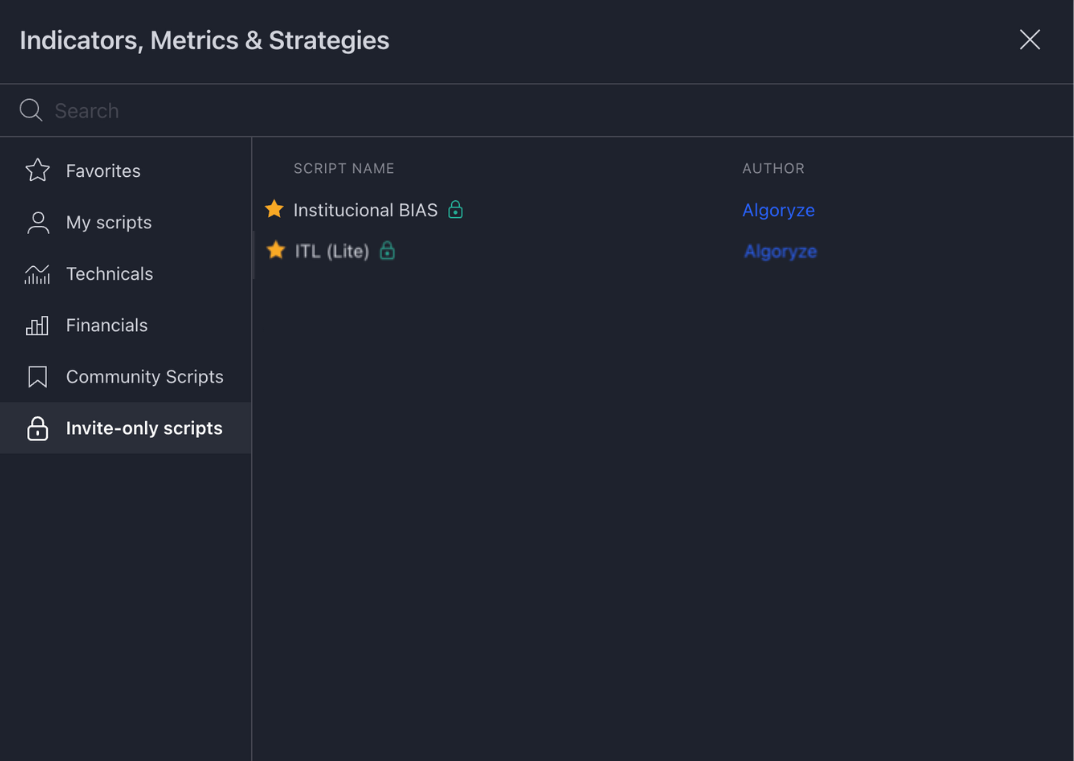 Indicators, Metrics & Strategies
Search
Favorites
My scripts
Technicals
Financials
Community Scripts
Invite-only scripts
SCRIPT NAME AUTHOR
Institucional BIAS Algoryze
ITL (Lite) Algoryze